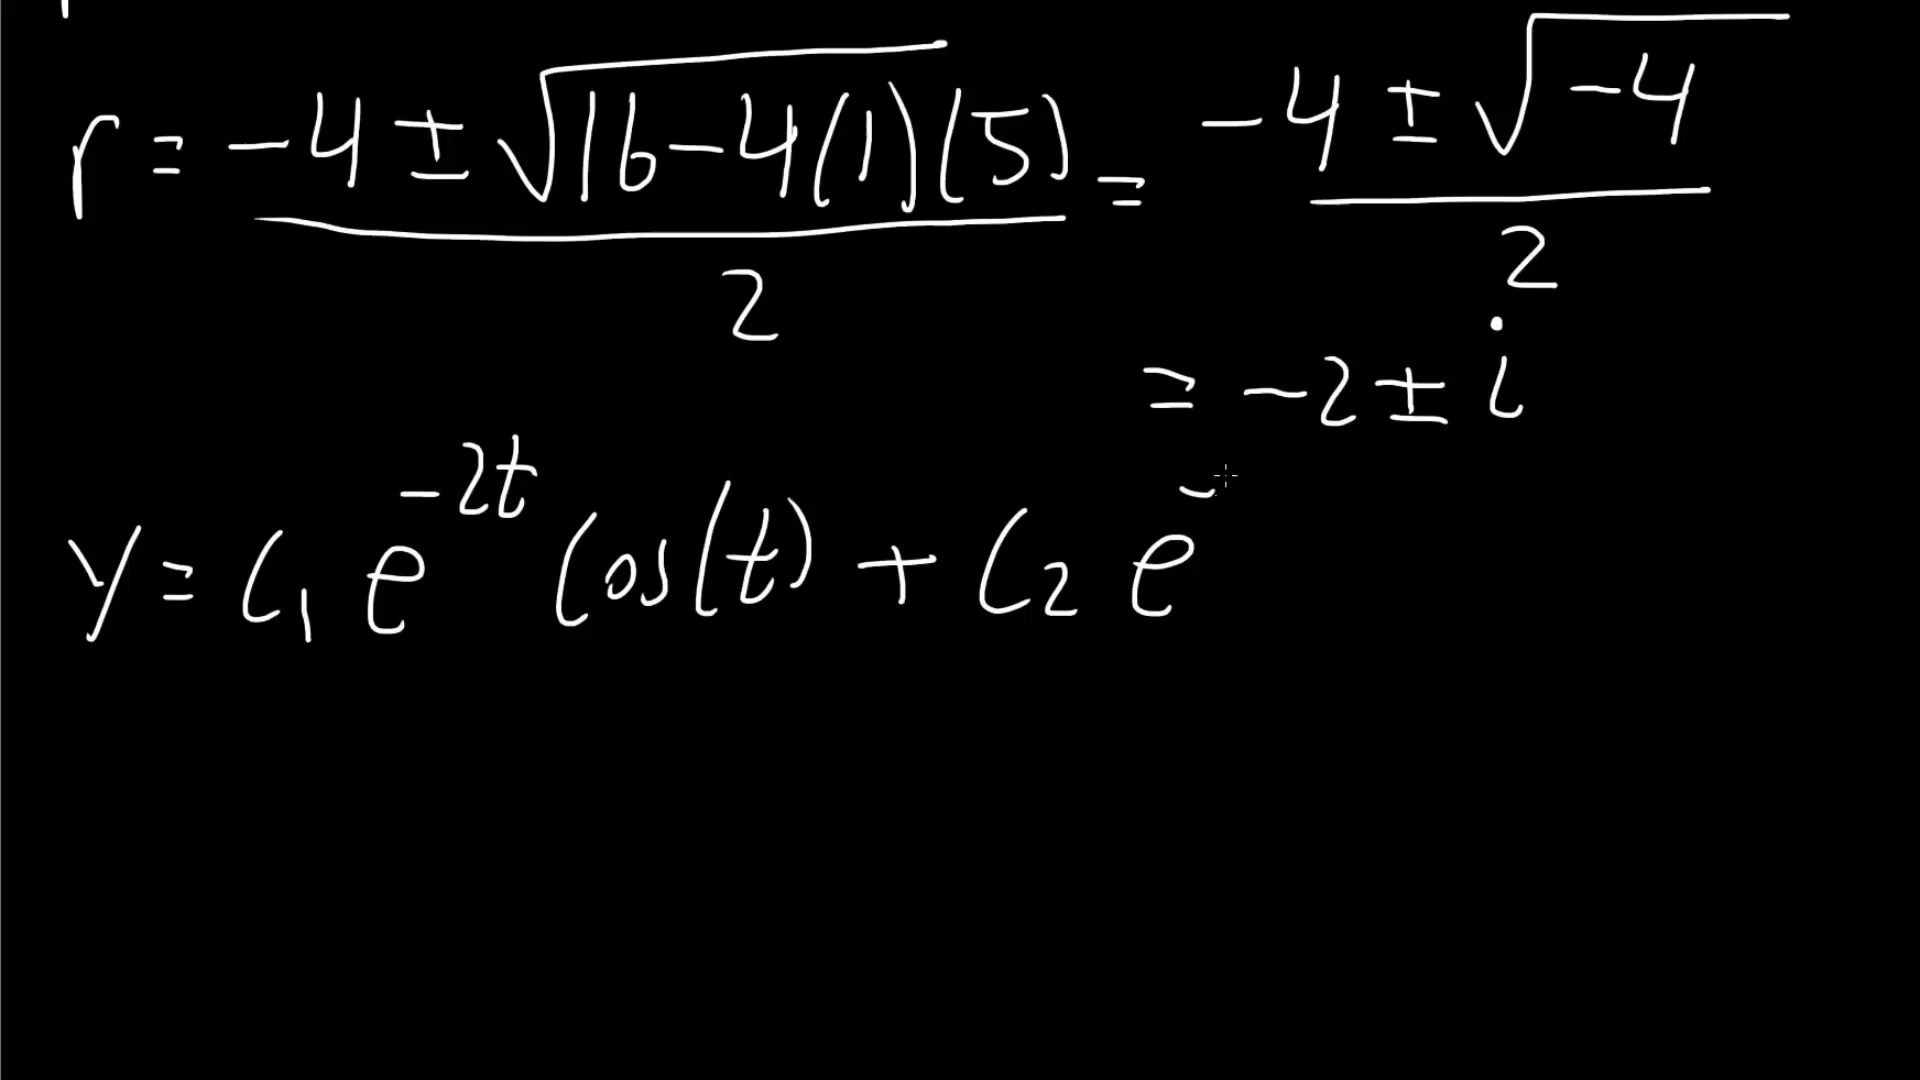 r = (-4 ± √(16-4(1)(5)))/2 = (-4 ± √(-4))/2
= -2 ± i
y = c₁ e^(-2t) cos(t) + c₂ e^-